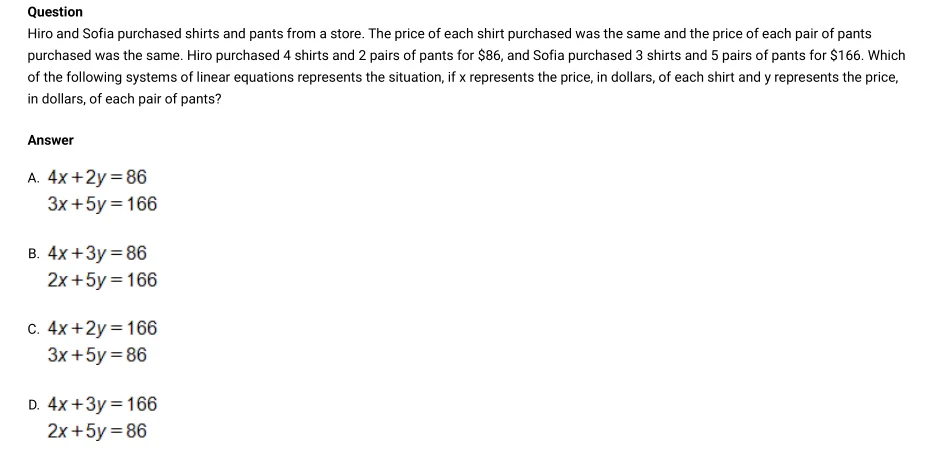 Question
Hiro and Sofia purchased shirts and pants from a store. The price of each shirt purchased was the same and the price of each pair of pants
purchased was the same. Hiro purchased 4 shirts and 2 pairs of pants for $86, and Sofia purchased 3 shirts and 5 pairs of pants for $166. Which
of the following systems of linear equations represents the situation, if x represents the price, in dollars, of each shirt and y represents the price,
in dollars, of each pair of pants?
Answer
A. 4x+2y=86
3x+5y=166
B. 4x+3y=86
2x+5y=166
C. 4x+2y=166
3x+5y=86
D. 4x+3y=166
2x+5y=86